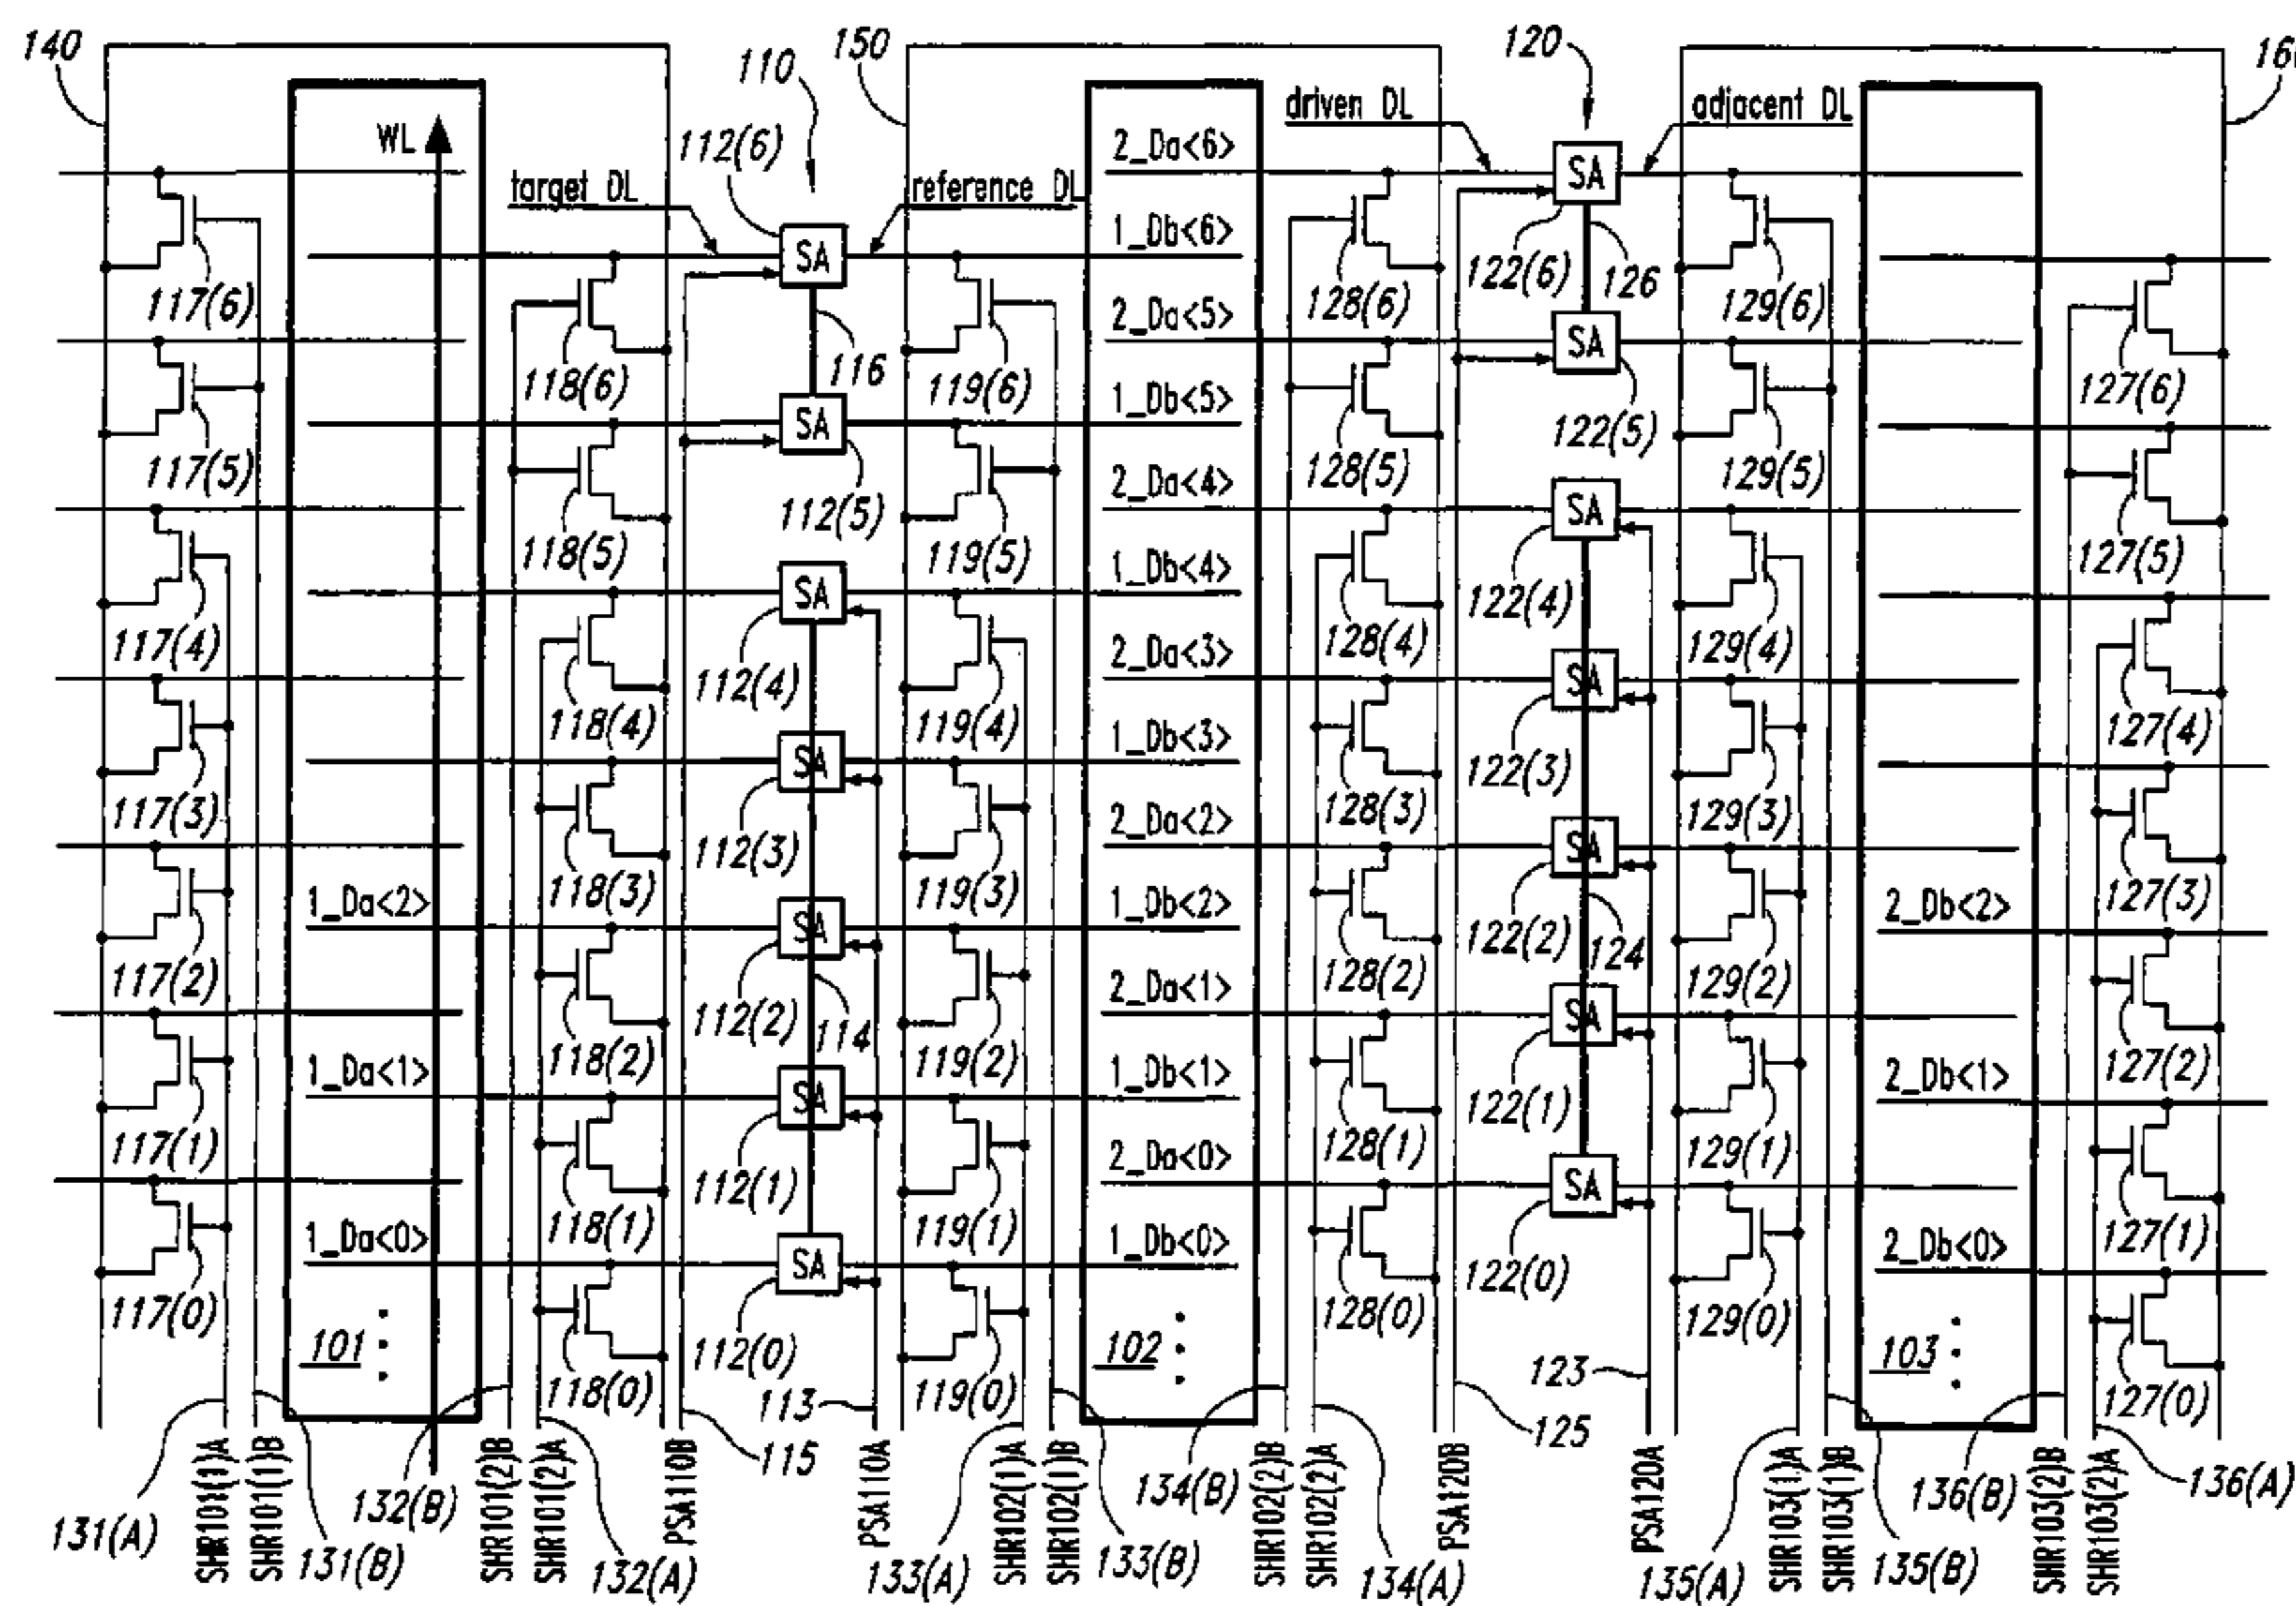 140
110
150
120
160
WL
112(6)
driven DL
adjacent DL
2_Da<6>
SA
target DL
reference DL
1_Db<6>
SA
122(6)
126
117(6)
128(6)
129(6)
2_Da<5>
SA
116
118(6)
119(6)
127(6)
1_Db<5>
SA
122(5)
117(5)
128(5)
129(5)
2_Da<4>
SA
112(5)
118(5)
119(5)
127(5)
1_Db<4>
SA
122(4)
117(4)
128(4)
129(4)
2_Da<3>
SA
112(4)
118(4)
119(4)
127(4)
1_Db<3>
SA
122(3)
117(3)
128(3)
129(3)
2_Da<2>
SA
112(3)
118(3)
119(3)
127(3)
1_Da<2>
SA
1_Db<2>
2_Db<2>
122(2)
124
117(2)
128(2)
129(2)
2_Da<1>
SA
112(2)
114
118(2)
119(2)
127(2)
1_Da<1>
SA
1_Db<1>
2_Db<1>
122(1)
117(1)
128(1)
129(1)
2_Da<0>
SA
112(1)
118(1)
119(1)
127(1)
1_Da<0>
SA
1_Db<0>
2_Db<0>
122(0)
117(0)
128(0)
129(0)
101
102
103
112(0)
118(0)
119(0)
127(0)
113
123
115
125
131(A)
SHR101(1)A
SHR101(1)B
131(B)
132(B)
SHR101(2)B
SHR101(2)A
132(A)
PSA110B
PSA110A
133(A)
SHR102(1)A
SHR102(1)B
133(B)
134(B)
SHR102(2)B
SHR102(2)A
134(A)
PSA120B
PSA120A
135(A)
SHR103(1)A
SHR103(1)B
135(B)
136(B)
SHR103(2)B
SHR103(2)A
136(A)